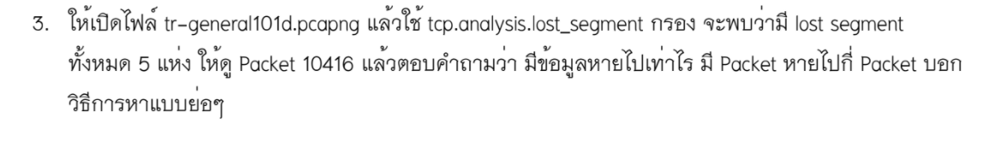 3. ให้เปิดไฟล์ tr-general101d.pcapng แล้วใช้ tcp.analysis.lost_segment กรอง จะพบว่ามี lost segment
ทั้งหมด 5 แห่ง ให้ดู Packet 10416 แล้วตอบคำถามว่า มีข้อมูลหายไปเท่าไร มี Packet หายไปกี่ Packet บอก
วิธีการหาแบบย่อๆ